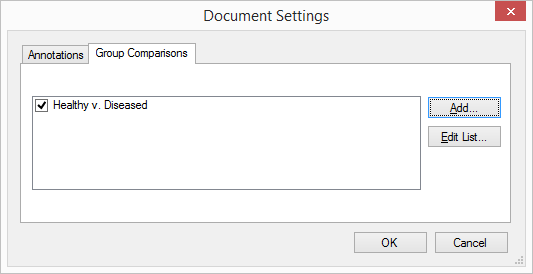 Document Settings
Annotations
Group Comparisons
Healthy v. Diseased
Add...
Edit List...
OK
Cancel